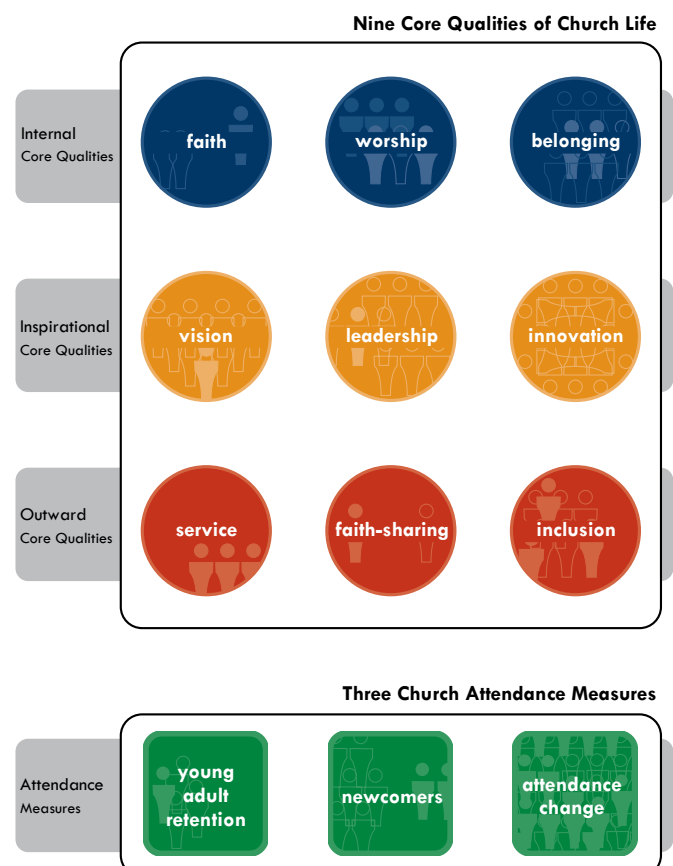 Nine Core Qualities of Church Life
Internal
Core Qualities
faith
worship
belonging
Inspirational
Core Qualities
vision
leadership
innovation
Outward
Core Qualities
service
faith-sharing
inclusion
Three Church Attendance Measures
Attendance
Measures
young
adult
retention
newcomers
attendance
change